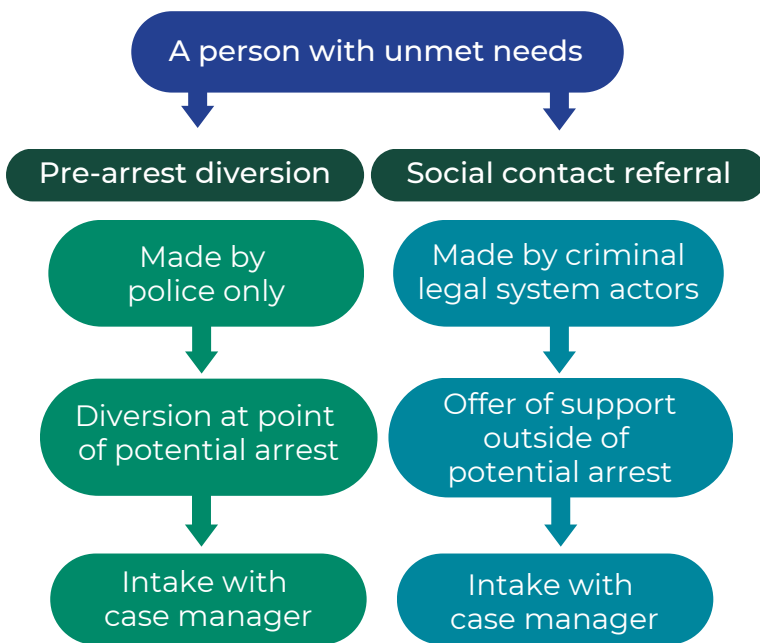 A person with unmet needs
Pre-arrest diversion
Social contact referral
Made by
police only
Made by criminal
legal system actors
Diversion at point
of potential arrest
Offer of support
outside of
potential arrest
Intake with
case manager
Intake with
case manager